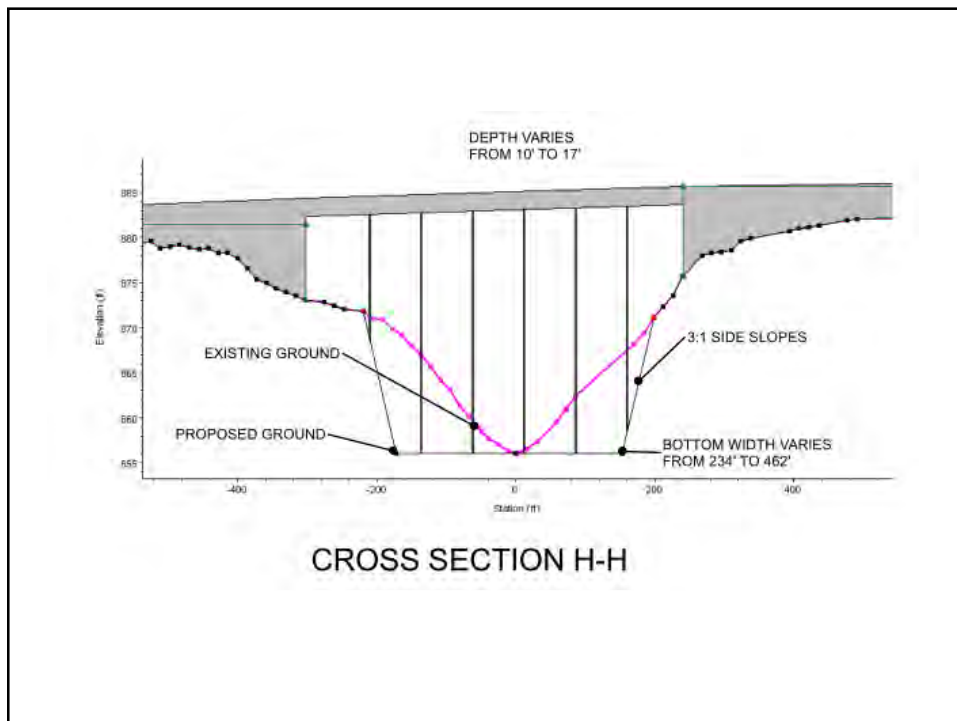 DEPTH VARIES
FROM 10' TO 17'
885
880
875
870
865
860
855
Elevation (ft)
EXISTING GROUND
3:1 SIDE SLOPES
PROPOSED GROUND
BOTTOM WIDTH VARIES
FROM 234' TO 462'
-400
-200
0
200
400
Station (ft)
CROSS SECTION H-H